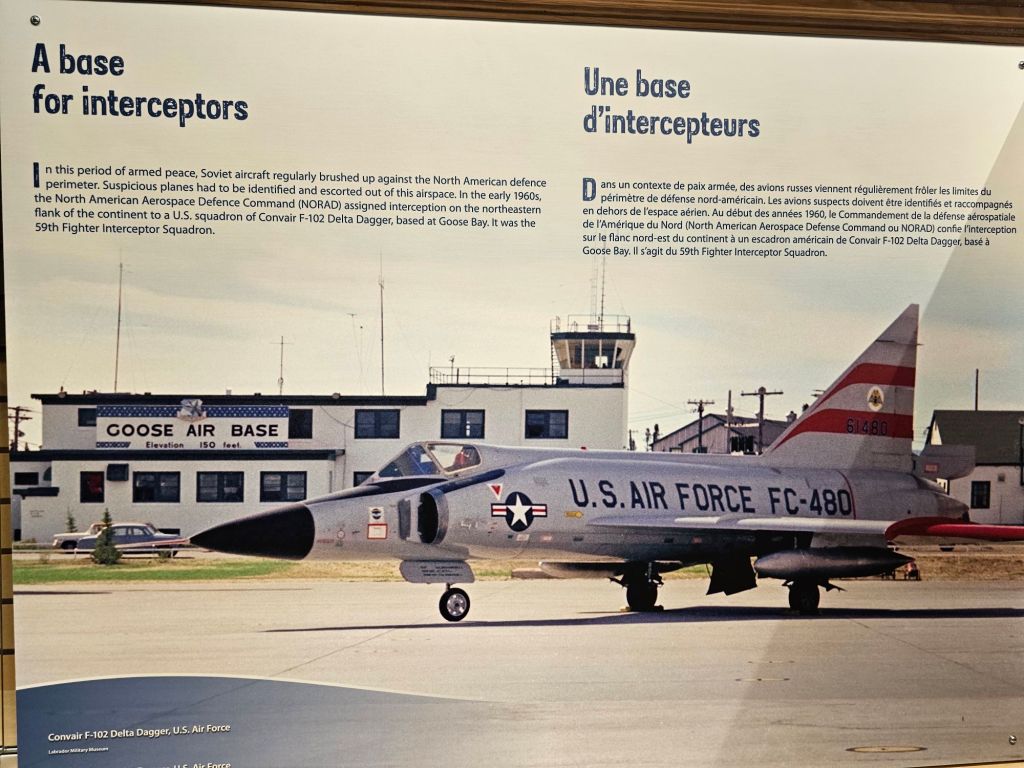 A base
for interceptors
In this period of armed peace, Soviet aircraft regularly brushed up against the North American defence
perimeter. Suspicious planes had to be identified and escorted out of this airspace. In the early 1960s,
the North American Aerospace Defence Command (NORAD) assigned interception on the northeastern
flank of the continent to a U.S. squadron of Convair F-102 Delta Dagger, based at Goose Bay. It was the
59th Fighter Interceptor Squadron.
Une base
d'intercepteurs
Dans un contexte de paix armée, des avions russes viennent régulièrement frôler les limites du
périmètre de défense nord-américain. Les avions suspects doivent être identifiés et raccompagnés
en dehors de l'espace aérien. Au début des années 1960, le Commandement de la défense aérospatiale
de l'Amérique du Nord (North American Aerospace Defense Command ou NORAD) confie l'interception
sur le flanc nord-est du continent à un escadron américain de Convair F-102 Delta Dagger, basé à
Goose Bay. Il s'agit du 59th Fighter Interceptor Squadron.
GOOSE AIR BASE
Elevation 150 feet.
61480
U.S. AIR FORCE FC-480
Convair F-102 Delta Dagger, U.S. Air Force
Labrador Military Museum
U.S. Air Force